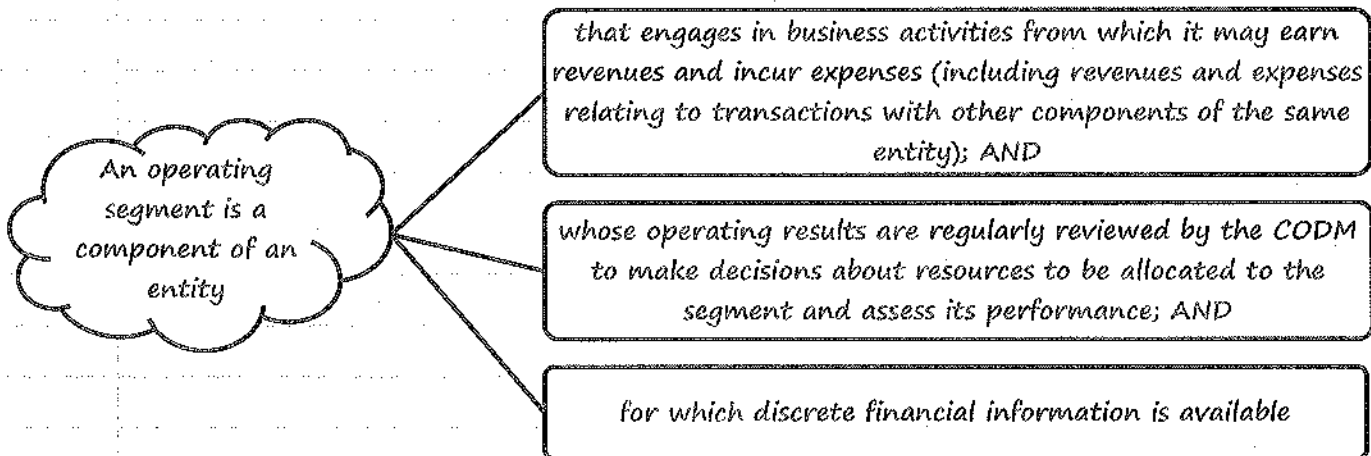 An operating
segment is a
component of an
entity
that engages in business activities from which it may earn
revenues and incur expenses (including revenues and expenses
relating to transactions with other components of the same
entity); AND
whose operating results are regularly reviewed by the CODM
to make decisions about resources to be allocated to the
segment and assess its performance; AND
for which discrete financial information is available